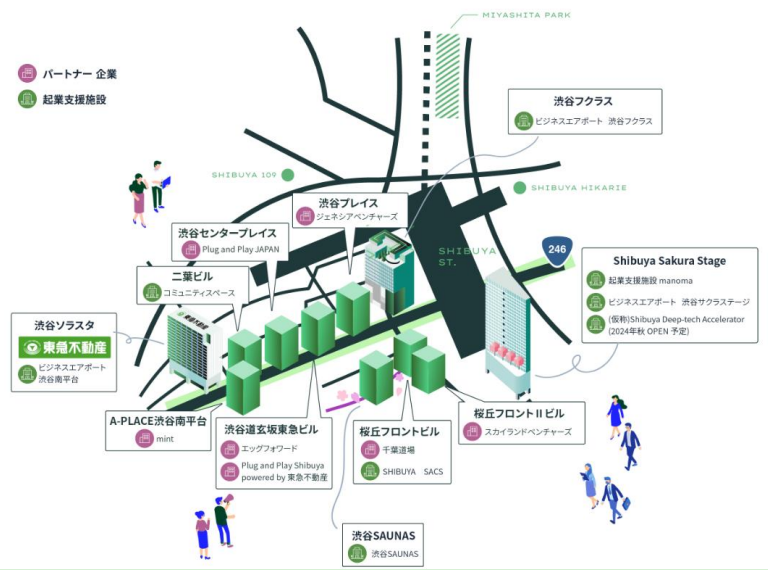 MIYASHITA PARK
パートナー 企業
起業支援施設
渋谷フクラス
ビジネスエアポート 渋谷フクラス
SHIBUYA 109
SHIBUYA HIKARIE
渋谷プレイス
ジェネシアベンチャーズ
渋谷センタープレイス
Plug and Play JAPAN
SHIBUYA
ST.
246
二葉ビル
コミュニティスペース
Shibuya Sakura Stage
起業支援施設 manoma
ビジネスエアポート 渋谷サクラステージ
(仮称)Shibuya Deep-tech Accelerator
(2024年秋 OPEN 予定)
渋谷ソラスタ
東急不動産
ビジネスエアポート
渋谷南平台
A-PLACE渋谷南平台
mint
渋谷道玄坂東急ビル
エッグフォワード
Plug and Play Shibuya
powered by 東急不動産
桜丘フロントビル
千葉道場
SHIBUYA SACS
桜丘フロントⅡビル
スカイランドベンチャーズ
渋谷SAUNAS
渋谷SAUNAS